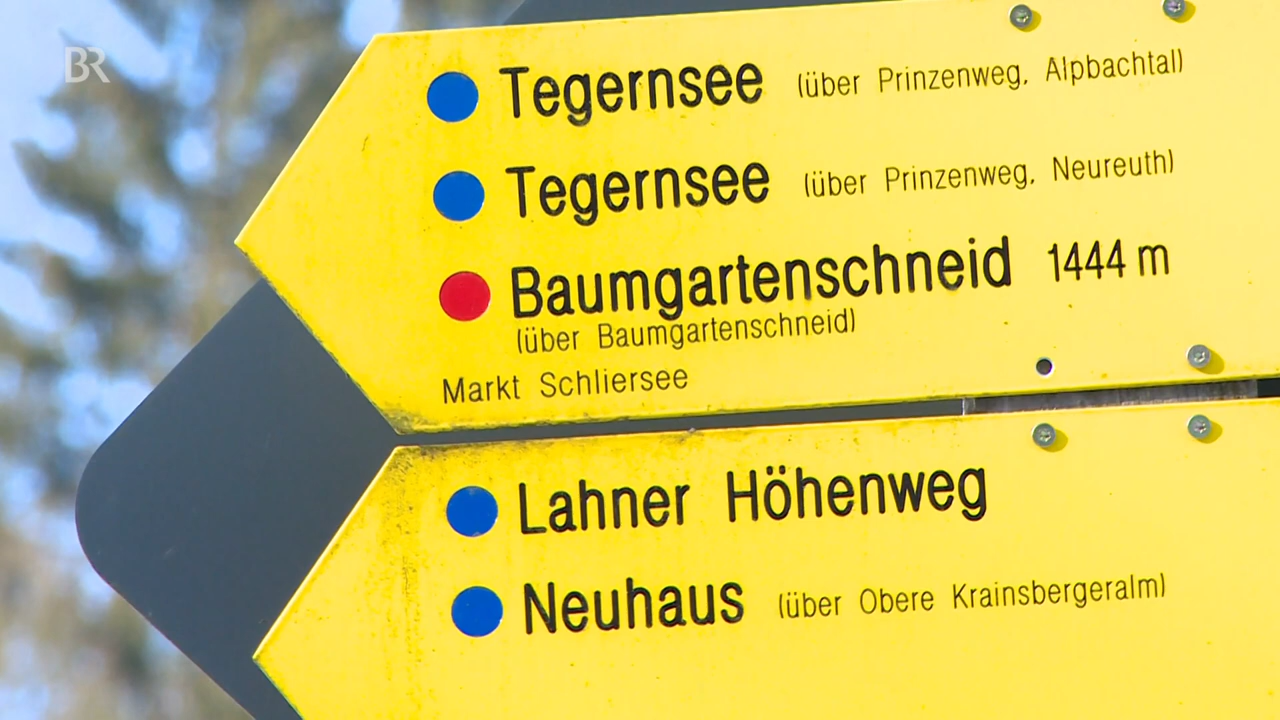 BR
Tegernsee (über Prinzenweg, Alpbachtal)
Tegernsee (über Prinzenweg, Neureuth)
Baumgartenschneid 1444 m
(über Baumgartenschneid)
Markt Schliersee
Lahner Höhenweg
Neuhaus (über Obere Krainsbergeralm)